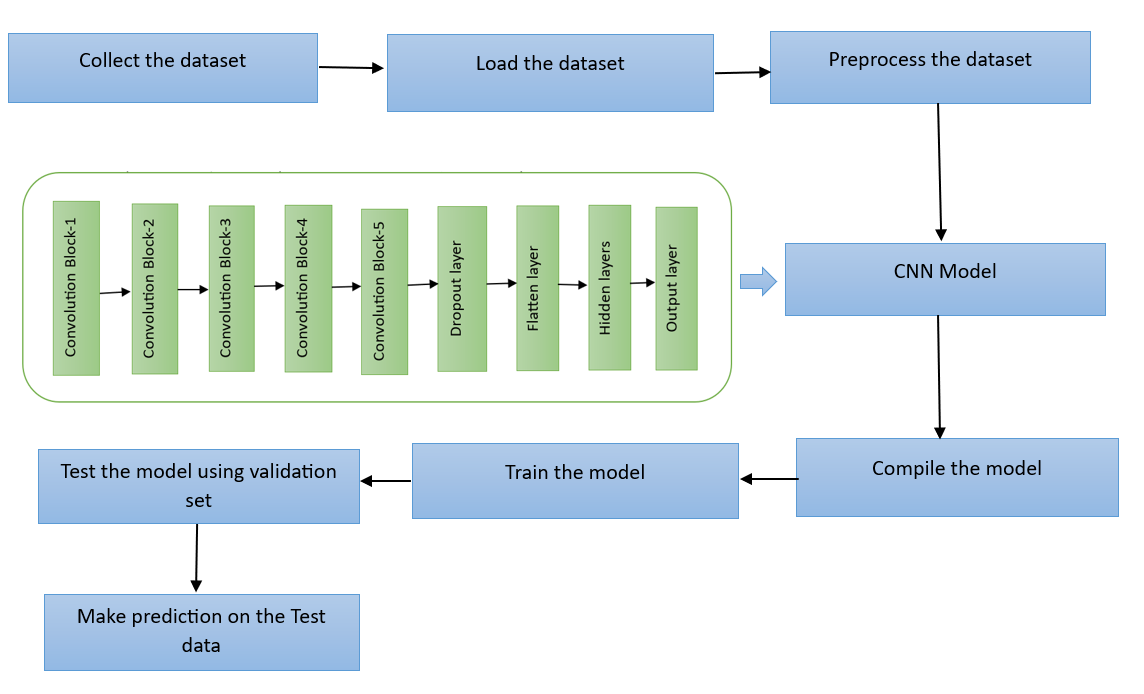 Collect the dataset
Load the dataset
Preprocess the dataset
Convolution Block-1
Convolution Block-2
Convolution Block-3
Convolution Block-4
Convolution Block-5
Dropout layer
Flatten layer
Hidden layers
Output layer
CNN Model
Compile the model
Train the model
Test the model using validation
set
Make prediction on the Test
data